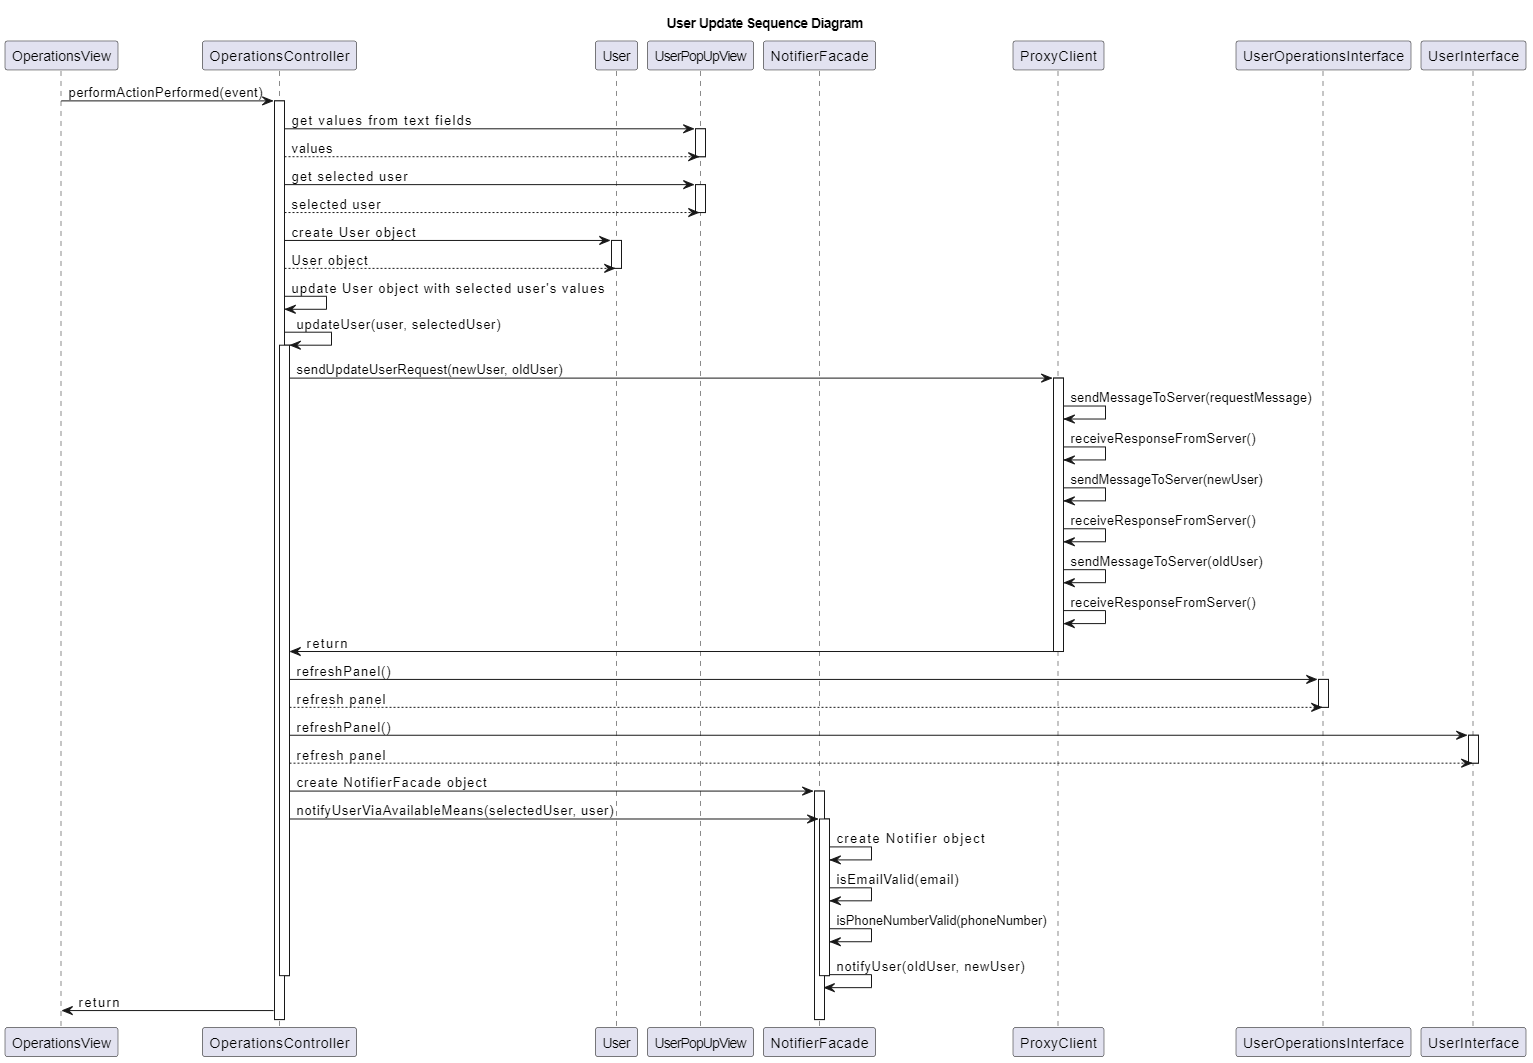 User Update Sequence Diagram
OperationsView
OperationsController
User
UserPopUpView
NotifierFacade
ProxyClient
UserOperationsInterface
UserInterface
performActionPerformed(event)
get values from text fields
values
get selected user
selected user
create User object
User object
update User object with selected user's values
updateUser(user, selectedUser)
sendUpdateUserRequest(newUser, oldUser)
sendMessageToServer(requestMessage)
receiveResponseFromServer()
sendMessageToServer(newUser)
receiveResponseFromServer()
sendMessageToServer(oldUser)
receiveResponseFromServer()
return
refreshPanel()
refresh panel
refreshPanel()
refresh panel
create NotifierFacade object
notifyUserViaAvailableMeans(selectedUser, user)
create Notifier object
isEmailValid(email)
isPhoneNumberValid(phoneNumber)
notifyUser(oldUser, newUser)
return
OperationsView
OperationsController
User
UserPopUpView
NotifierFacade
ProxyClient
UserOperationsInterface
UserInterface